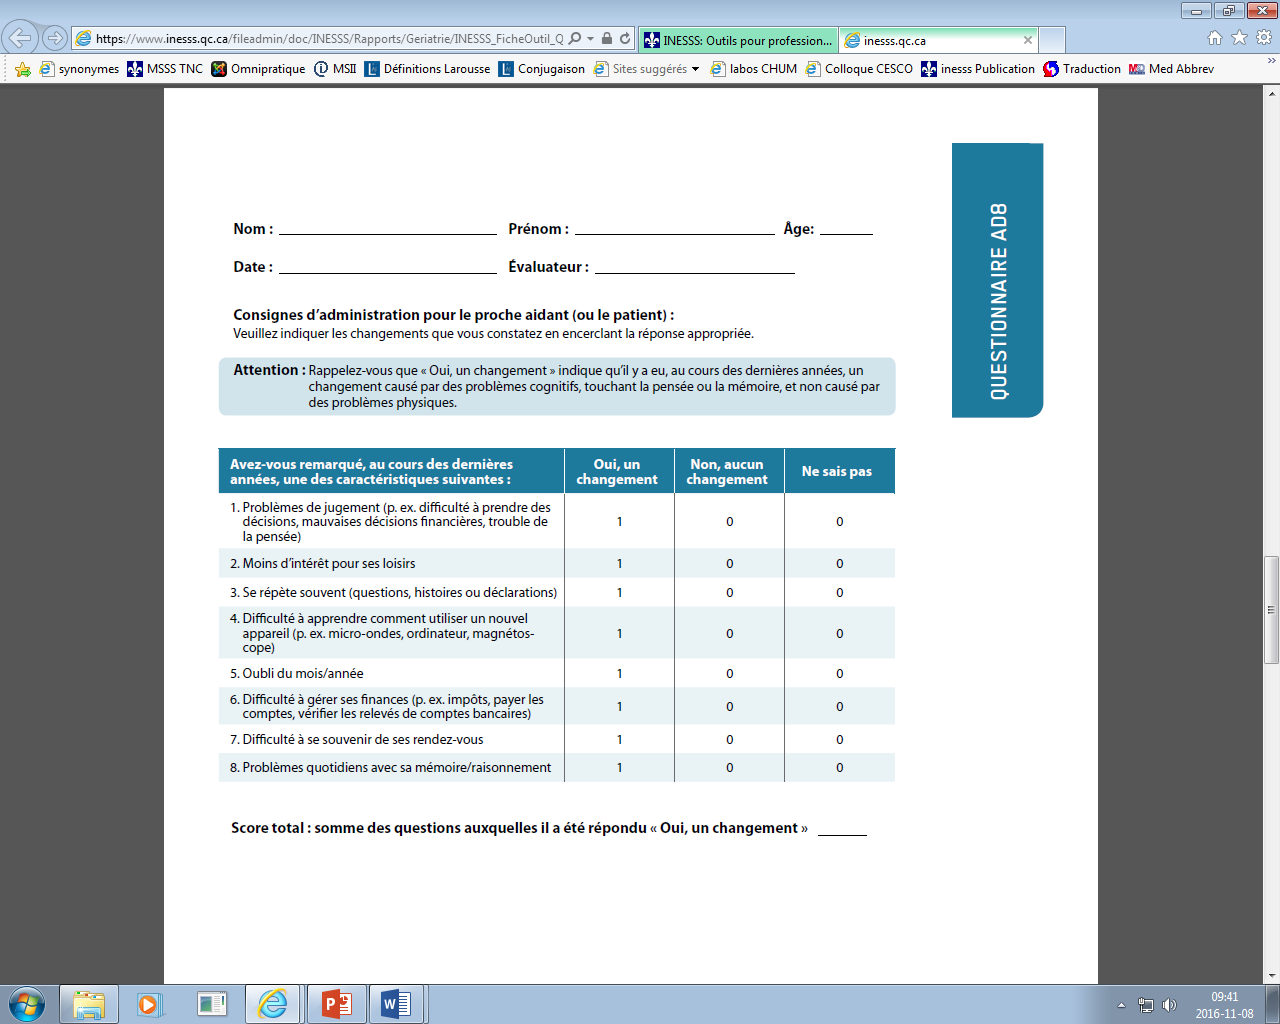 https://www.inesss.qc.ca/fileadmin/doc/INESSS/Rapports/Geriatrie/INESSS_FicheOutil_Q
INESSS: Outils pour profession...
inesss.qc.ca
synonymes
MSSS TNC
Omnipratique
MSII
Définitions Larousse
Conjugaison
Sites suggérés
labos CHUM
Colloque CESCO
inesss Publication
Traduction
Med Abbrev
QUESTIONNAIRE AD8
Nom : Prénom : Âge:
Date : Évaluateur :
Consignes d’administration pour le proche aidant (ou le patient) :
Veuillez indiquer les changements que vous constatez en encerclant la réponse appropriée.
Attention : Rappelez-vous que « Oui, un changement » indique qu’il y a eu, au cours des dernières années, un
changement causé par des problèmes cognitifs, touchant la pensée ou la mémoire, et non causé par
des problèmes physiques.
Avez-vous remarqué, au cours des dernières
années, une des caractéristiques suivantes :
Oui, un
changement
Non, aucun
changement
Ne sais pas
1. Problèmes de jugement (p. ex. difficulté à prendre des
décisions, mauvaises décisions financières, trouble de
la pensée)
1 0 0
2. Moins d’intérêt pour ses loisirs 1 0 0
3. Se répète souvent (questions, histoires ou déclarations) 1 0 0
4. Difficulté à apprendre comment utiliser un nouvel
appareil (p. ex. micro-ondes, ordinateur, magnétos-
cope)
1 0 0
5. Oubli du mois/année 1 0 0
6. Difficulté à gérer ses finances (p. ex. impôts, payer les
comptes, vérifier les relevés de comptes bancaires)
1 0 0
7. Difficulté à se souvenir de ses rendez-vous 1 0 0
8. Problèmes quotidiens avec sa mémoire/raisonnement 1 0 0
Score total : somme des questions auxquelles il a été répondu « Oui, un changement »
09:41
2016-11-08